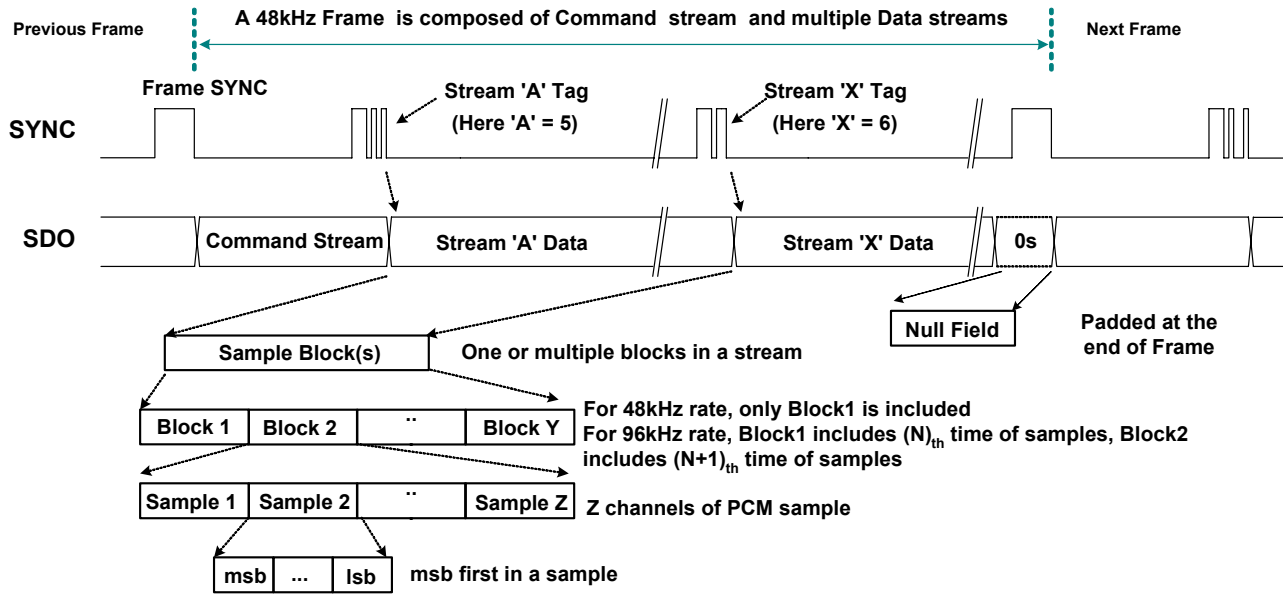 A 48kHz Frame is composed of Command stream and multiple Data streams
Previous Frame
Next Frame
Frame SYNC
Stream 'A' Tag
(Here 'A' = 5)
Stream 'X' Tag
(Here 'X' = 6)
SYNC
SDO
Command Stream
Stream 'A' Data
Stream 'X' Data
0s
Null Field
Padded at the
end of Frame
Sample Block(s)
One or multiple blocks in a stream
Block 1
Block 2
..
Block Y
For 48kHz rate, only Block1 is included
For 96kHz rate, Block1 includes (N)th time of samples, Block2
includes (N+1)th time of samples
Sample 1
Sample 2
..
Sample Z
Z channels of PCM sample
msb
...
lsb
msb first in a sample